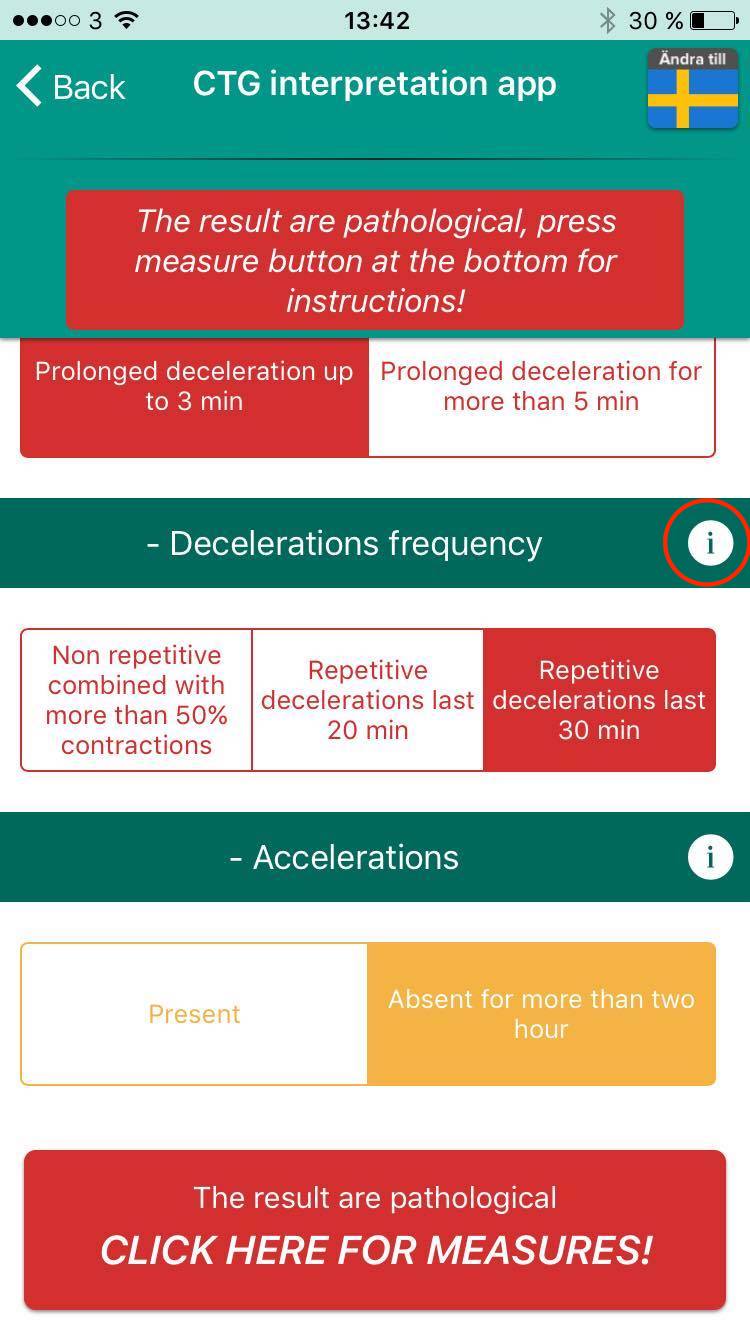 3 13:42 30 %
Back CTG interpretation app Ändra till
The result are pathological, press
measure button at the bottom for
instructions!
Prolonged deceleration up
to 3 min
Prolonged deceleration for
more than 5 min
- Decelerations frequency i
Non repetitive
combined with
more than 50%
contractions
Repetitive
decelerations last
20 min
Repetitive
decelerations last
30 min
- Accelerations i
Present
Absent for more than two
hour
The result are pathological
CLICK HERE FOR MEASURES!